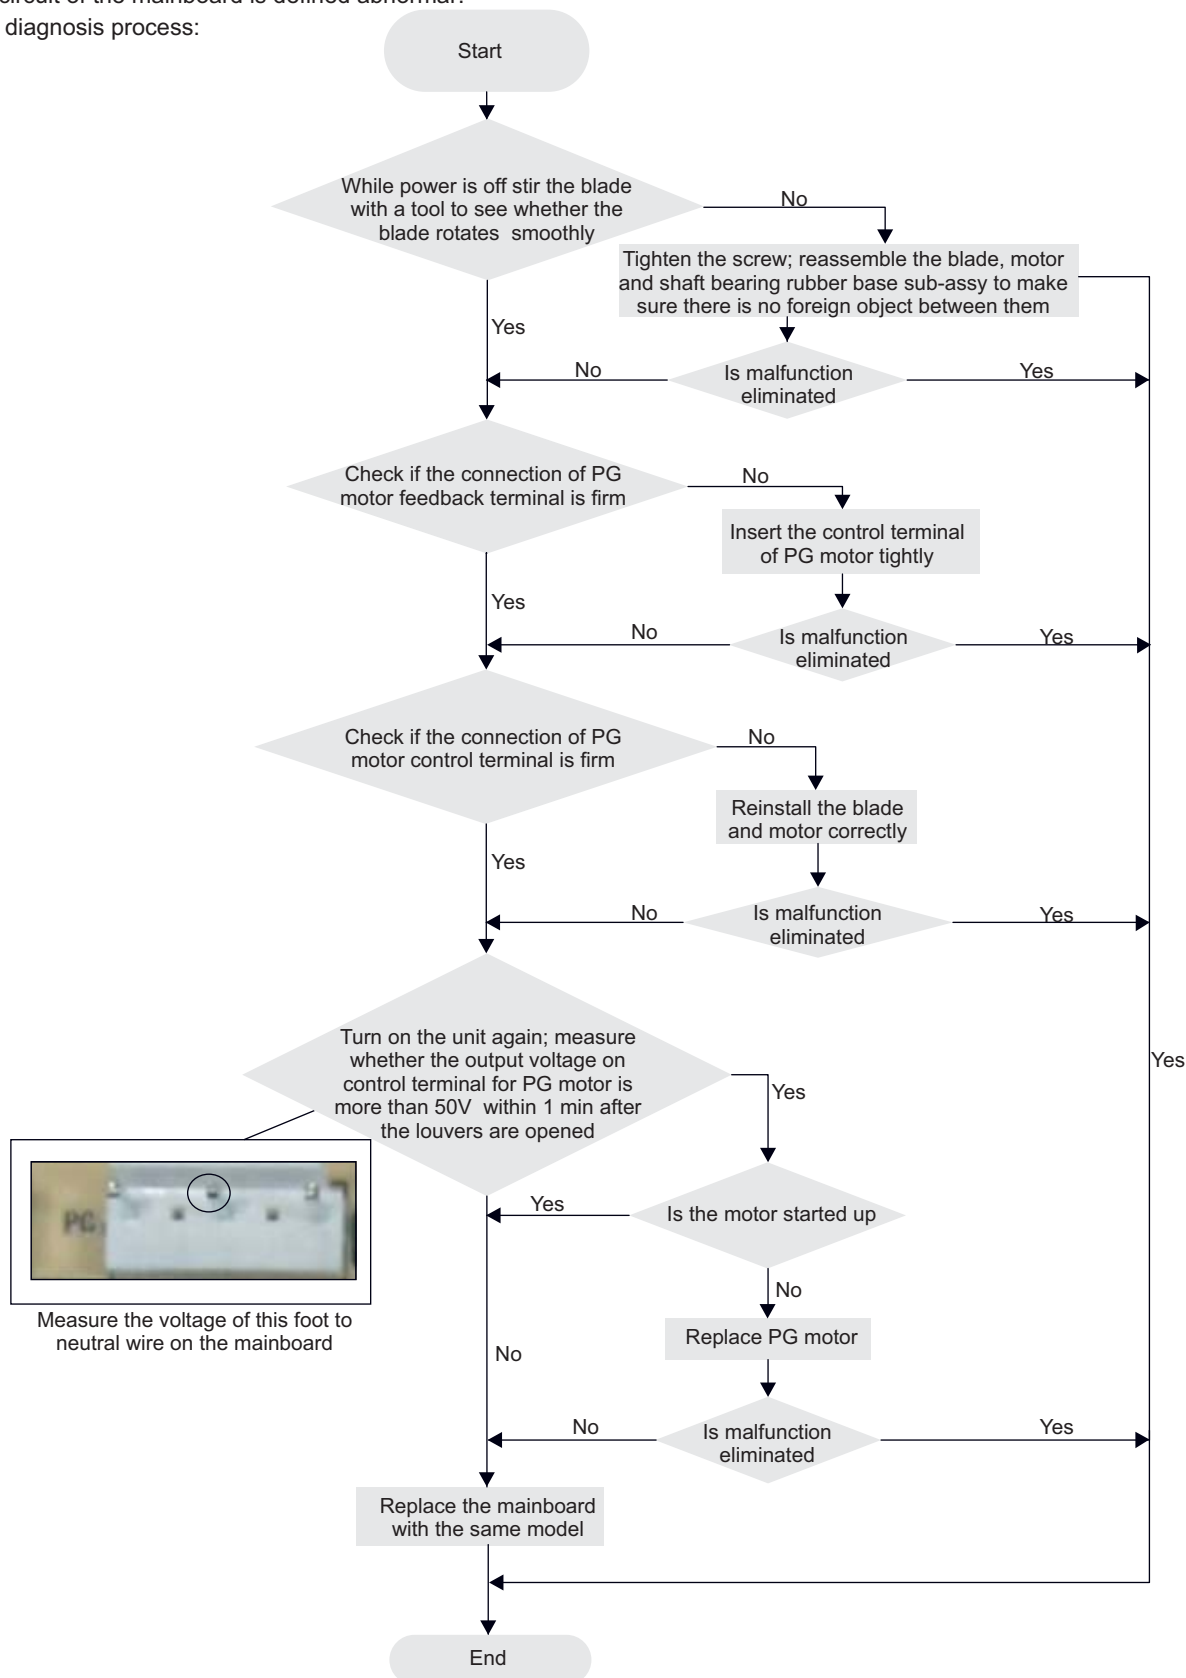 circuit of the mainboard is defined abnormal.
diagnosis process:
Start
While power is off stir the blade
with a tool to see whether the
blade rotates smoothly
No
Tighten the screw; reassemble the blade, motor
and shaft bearing rubber base sub-assy to make
sure there is no foreign object between them
Yes
No
Is malfunction
eliminated
Yes
Check if the connection of PG
motor feedback terminal is firm
No
Insert the control terminal
of PG motor tightly
Yes
No
Is malfunction
eliminated
Yes
Check if the connection of PG
motor control terminal is firm
No
Reinstall the blade
and motor correctly
Yes
No
Is malfunction
eliminated
Yes
Turn on the unit again; measure
whether the output voltage on
control terminal for PG motor is
more than 50V within 1 min after
the louvers are opened
Yes
Yes
Yes
Is the motor started up
PG
No
Measure the voltage of this foot to
neutral wire on the mainboard
Replace PG motor
No
No
Is malfunction
eliminated
Yes
Replace the mainboard
with the same model
End